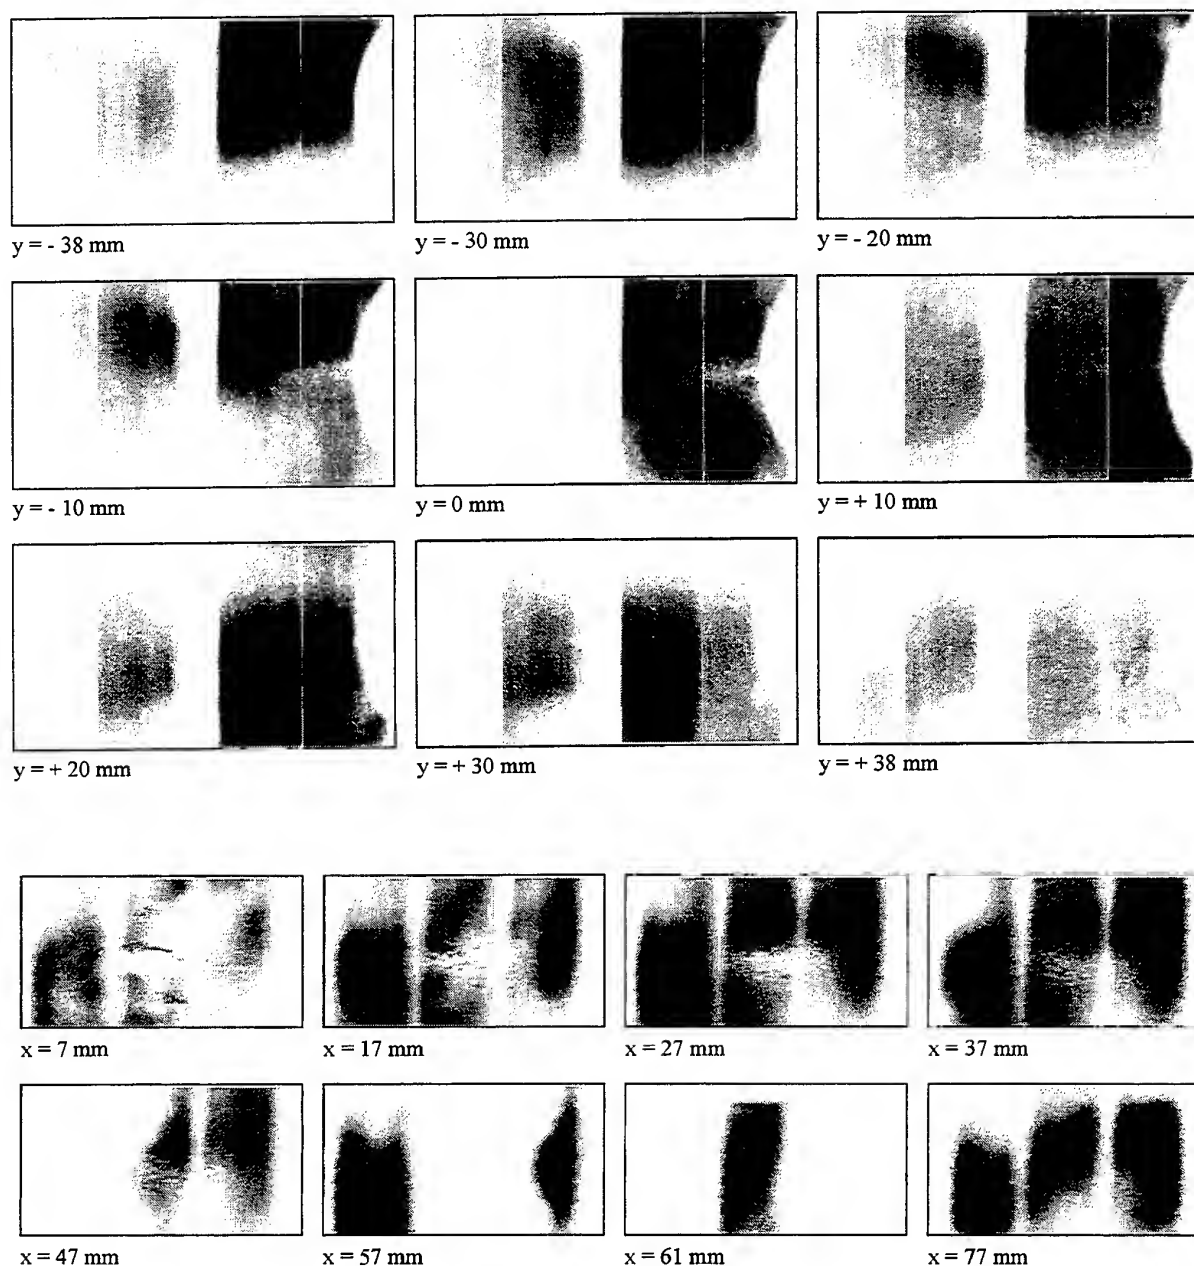 y = - 38 mm
y = - 30 mm
y = - 20 mm
y = - 10 mm
y = 0 mm
y = + 10 mm
y = + 20 mm
y = + 30 mm
y = + 38 mm
x = 7 mm
x = 17 mm
x = 27 mm
x = 37 mm
x = 47 mm
x = 57 mm
x = 61 mm
x = 77 mm